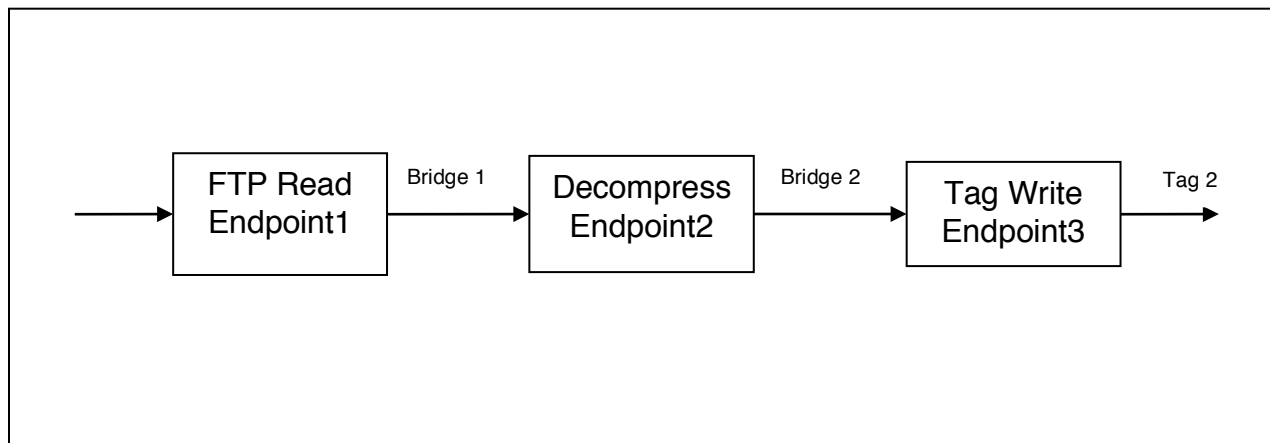 FTP Read
Endpoint1
Bridge 1
Decompress
Endpoint2
Bridge 2
Tag Write
Endpoint3
Tag 2